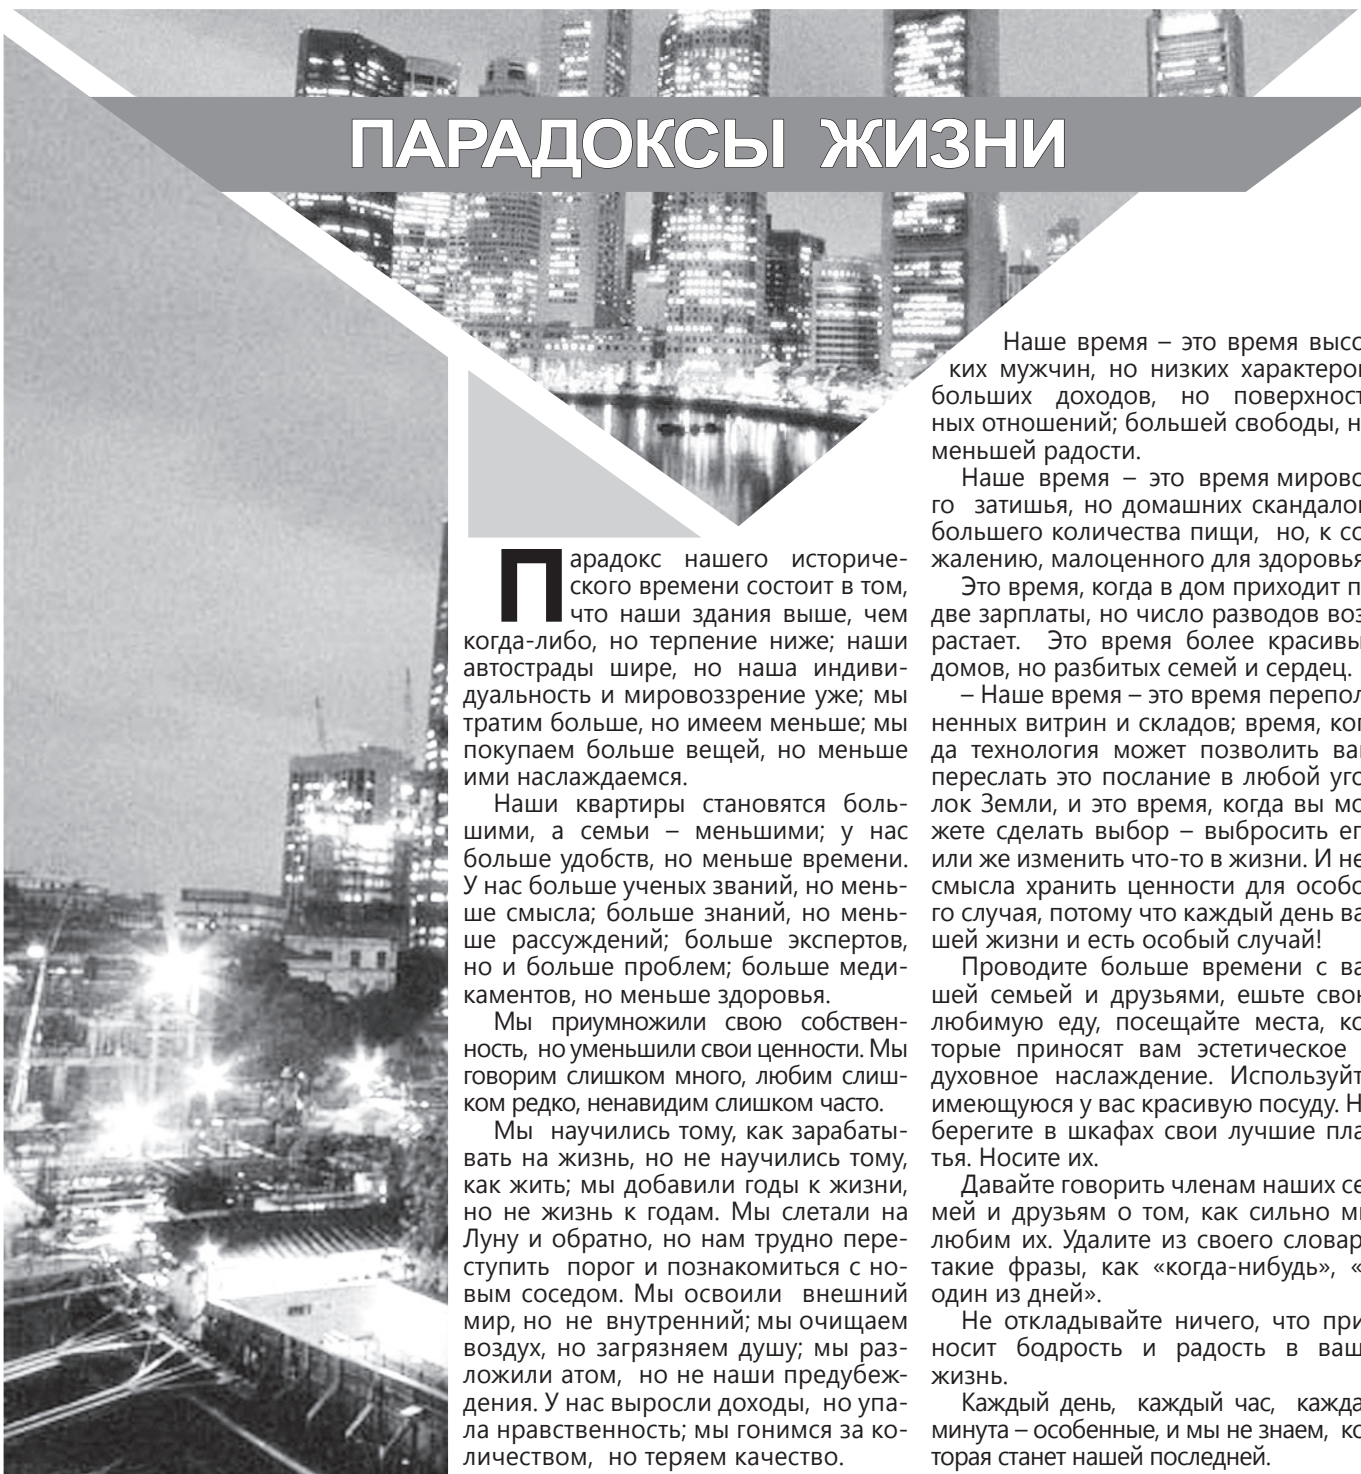 ПАРАДОКСЫ ЖИЗНИ
Парадокс нашего историче-
ского времени состоит в том,
что наши здания выше, чем
когда-либо, но терпение ниже; наши
автострады шире, но наша индиви-
дуальность и мировоззрение уже; мы
тратим больше, но имеем меньше; мы
покупаем больше вещей, но меньше
ими наслаждаемся.
Наши квартиры становятся боль-
шими, а семьи – меньшими; у нас
больше удобств, но меньше времени.
У нас больше ученых званий, но мень-
ше смысла; больше знаний, но мень-
ше рассуждений; больше экспертов,
но и больше проблем; больше меди-
каментов, но меньше здоровья.
Мы приумножили свою собствен-
ность, но уменьшили свои ценности. Мы
говорим слишком много, любим слиш-
ком редко, ненавидим слишком часто.
Мы научились тому, как зарабаты-
вать на жизнь, но не научились тому,
как жить; мы добавили годы к жизни,
но не жизнь к годам. Мы слетали на
Луну и обратно, но нам трудно пере-
ступить порог и познакомиться с но-
вым соседом. Мы освоили внешний
мир, но не внутренний; мы очищаем
воздух, но загрязняем душу; мы раз-
ложили атом, но не наши предубеж-
дения. У нас выросли доходы, но упа-
ла нравственность; мы гонимся за ко-
личеством, но теряем качество.
Наше время – это время высо
ких мужчин, но низких характеров
больших доходов, но поверхност
ных отношений; большей свободы, н
меньшей радости.
Наше время – это время мирово
го затишья, но домашних скандалов
большего количества пищи, но, к со
жалению, малоценного для здоровья
Это время, когда в дом приходит п
две зарплаты, но число разводов воз
растает. Это время более красивы
домов, но разбитых семей и сердец.
– Наше время – это время перепол
ненных витрин и складов; время, ког
да технология может позволить вам
переслать это послание в любой уго
лок Земли, и это время, когда вы мо
жете сделать выбор – выбросить ег
или же изменить что-то в жизни. И не
смысла хранить ценности для особо
го случая, потому что каждый день ва
шей жизни и есть особый случай!
Проводите больше времени с ва
шей семьей и друзьями, ешьте свою
любимую еду, посещайте места, ко
торые приносят вам эстетическое
духовное наслаждение. Используйт
имеющуюся у вас красивую посуду. Н
берегите в шкафах свои лучшие пла
тья. Носите их.
Давайте говорить членам наших се
мей и друзьям о том, как сильно мы
любим их. Удалите из своего словар
такие фразы, как «когда-нибудь», «
один из дней».
Не откладывайте ничего, что при
носит бодрость и радость в ваш
жизнь.
Каждый день, каждый час, кажда
минута – особенные, и мы не знаем, ко
торая станет нашей последней.